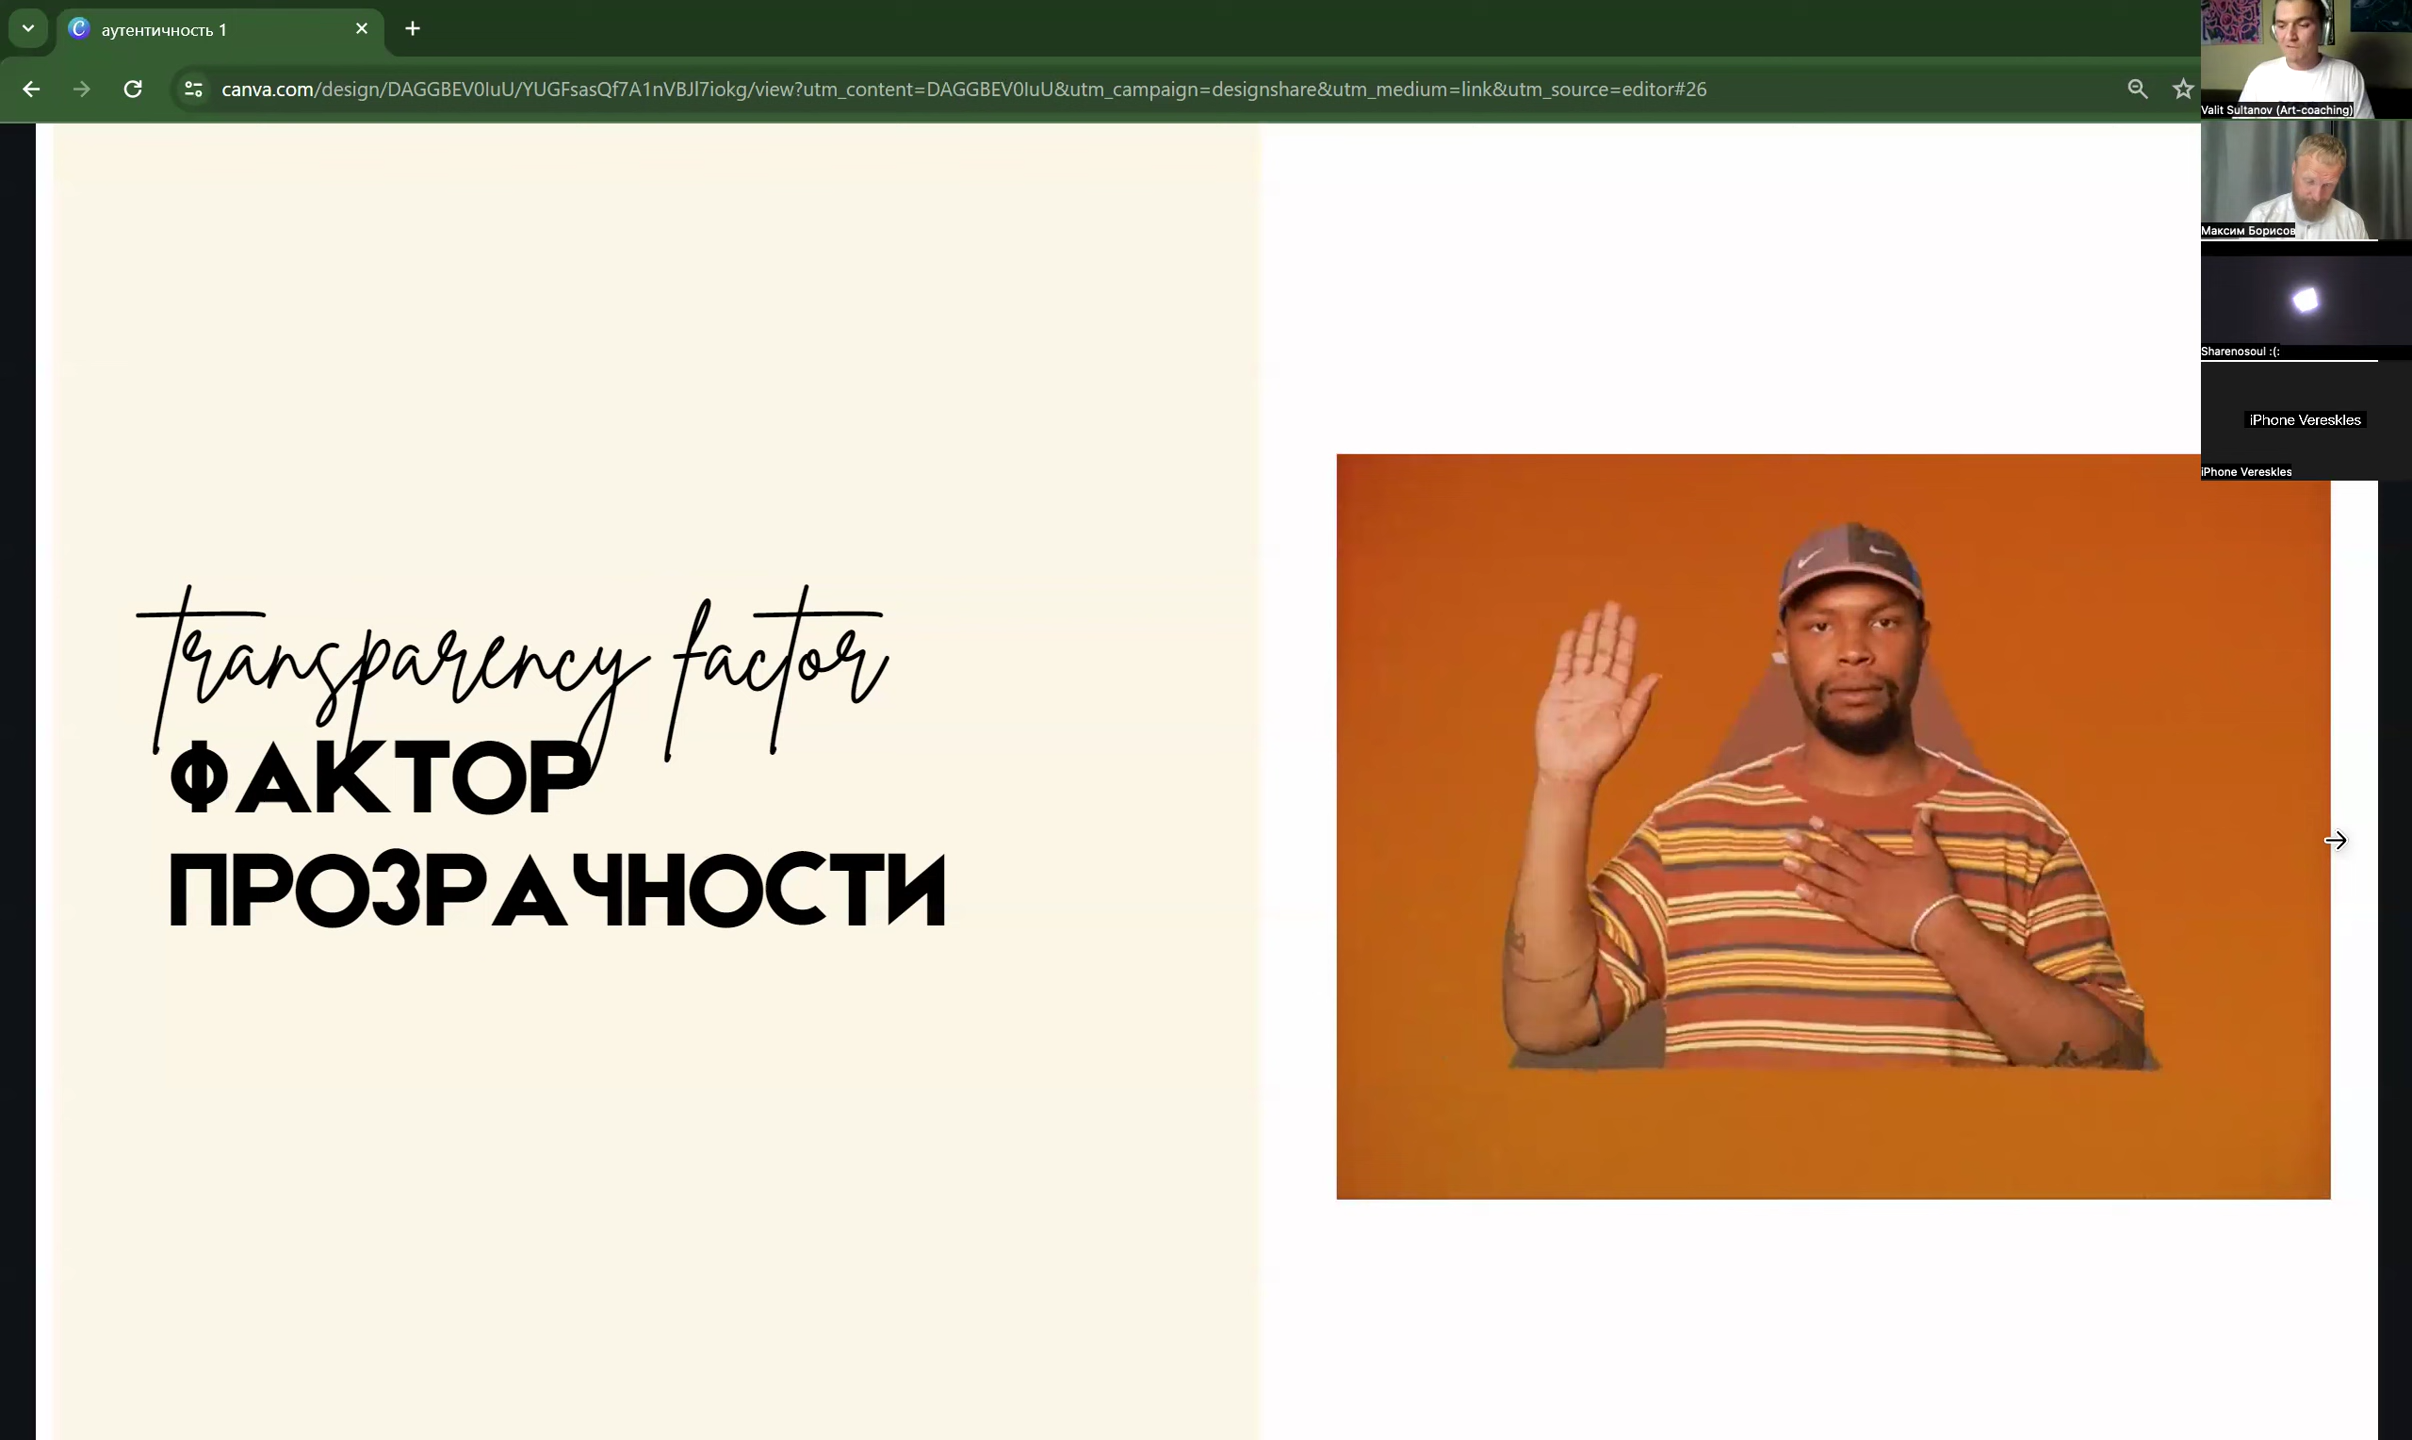 аутентичность 1
canva.com/design/DAGGBEV0IuU/YUGFsasQf7A1nVBJl7iokg/view?utm_content=DAGGBEV0IuU&utm_campaign=designshare&utm_medium=link&utm_source=editor#26
Valit Sultanov (Art-coaching)
Максим Борисов
Sharenosoul :(:
iPhone Vereskles
iPhone Vereskles
transparency factor
ФАКТОР
ПРОЗРАЧНОСТИ